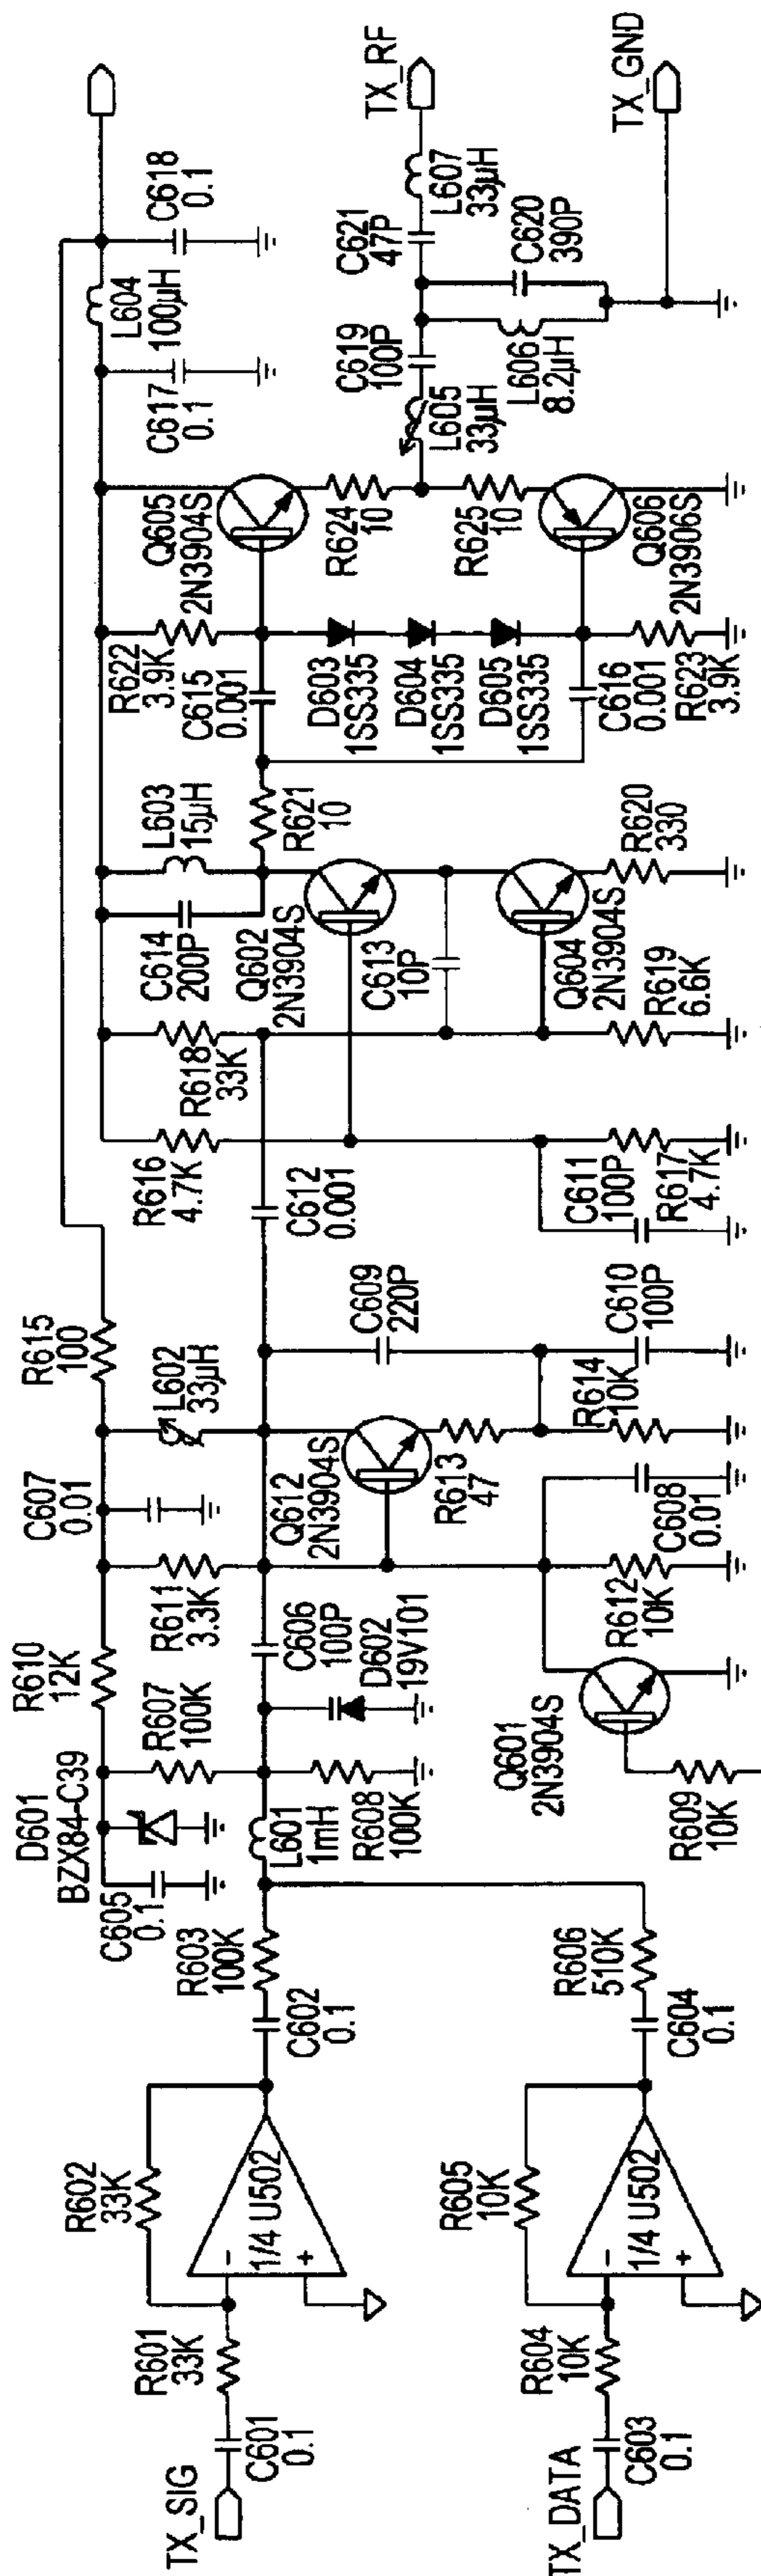 TX_SIG
C601
0.1
R601
33K
R602
33K
1/4 U502
-
+
C602
0.1
R603
100K
TX_DATA
C603
0.1
R604
10K
R605
10K
1/4 U502
-
+
C604
0.1
R606
510K
C605
0.1
D601
BZX84-C39
L601
1mH
R607
100K
R608
100K
R610
12K
C606
100P
D602
19V101
Q601
2N3904S
R609
10K
R611
3.3K
C607
0.01
Q612
2N3904S
R612
10K
C608
0.01
R613
47
L602
33µH
R615
100
R614
10K
C609
220P
C610
100P
C612
0.001
R616
4.7K
C611
100P
R617
4.7K
R618
33K
C614
200P
L603
15µH
Q602
2N3904S
C613
10P
Q604
2N3904S
R619
6.6K
R620
330
R621
10
R622
3.9K
C615
0.001
D603
1SS335
D604
1SS335
D605
1SS335
C616
0.001
R623
3.9K
Q605
2N3904S
R624
10
R625
10
Q606
2N3906S
C617
0.1
L604
100µH
C618
0.1
L605
33µH
C619
100P
L606
8.2µH
C621
47P
C620
390P
L607
33µH
TX_RF
TX_GND